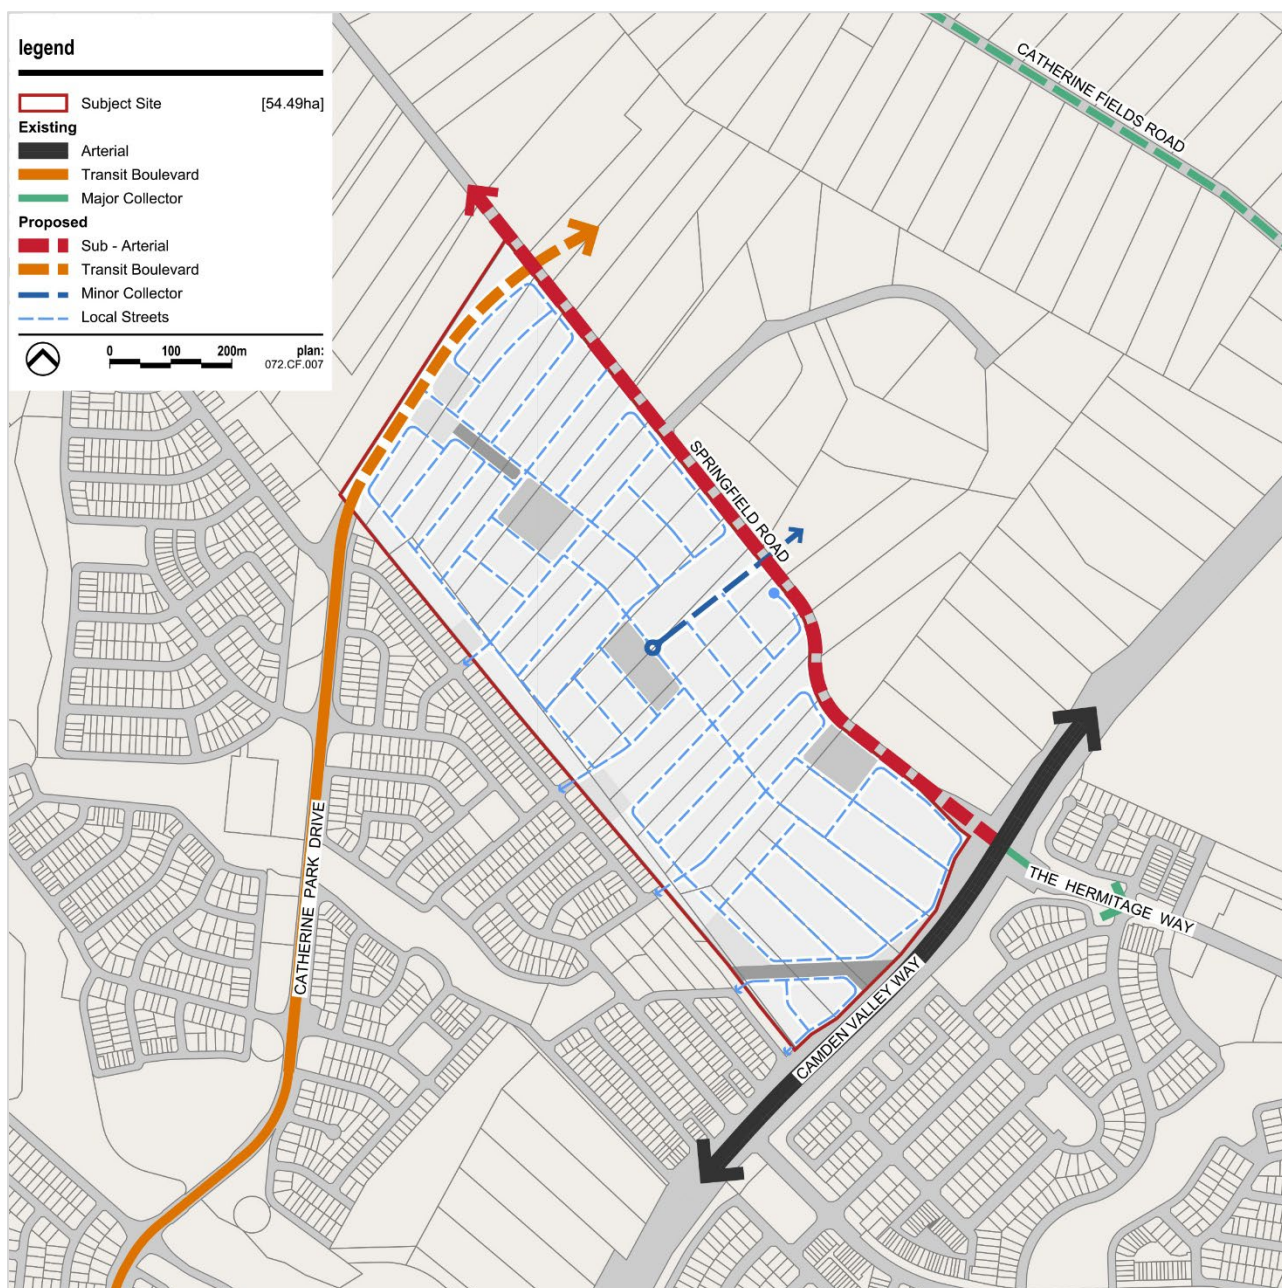 legend
Subject Site [54.49ha]
Existing
Arterial
Transit Boulevard
Major Collector
Proposed
Sub - Arterial
Transit Boulevard
Minor Collector
Local Streets
0 100 200m
plan:
072.CF.007
CATHERINE FIELDS ROAD
SPRINGFIELD ROAD
CATHERINE PARK DRIVE
THE HERMITAGE WAY
CAMDEN VALLEY WAY